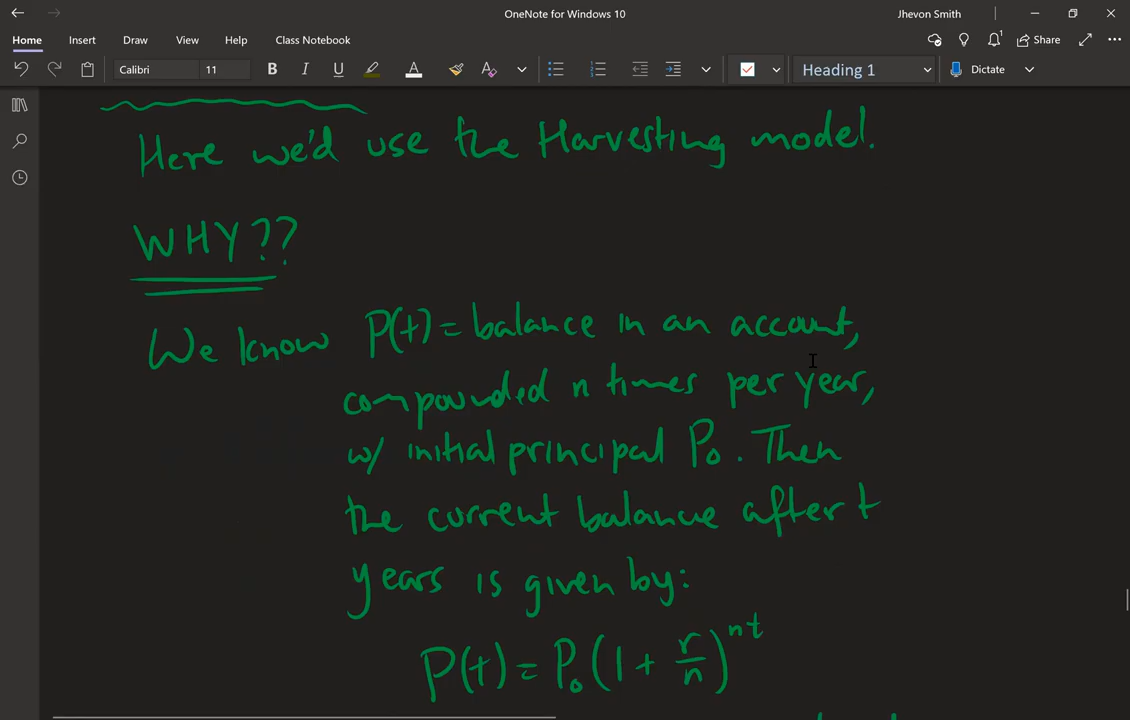 OneNote for Windows 10
Jhevon Smith
Home Insert Draw View Help Class Notebook
1 Share
Calibri 11 B I U A A Heading 1 Dictate
Here we'd use the Harvesting model.
WHY??
We know P(t) = balance in an account,
compounded n times per year,
w/ initial principal P₀. Then
the current balance after t
years is given by:
P(t) = P₀(1 + r/n)^nt